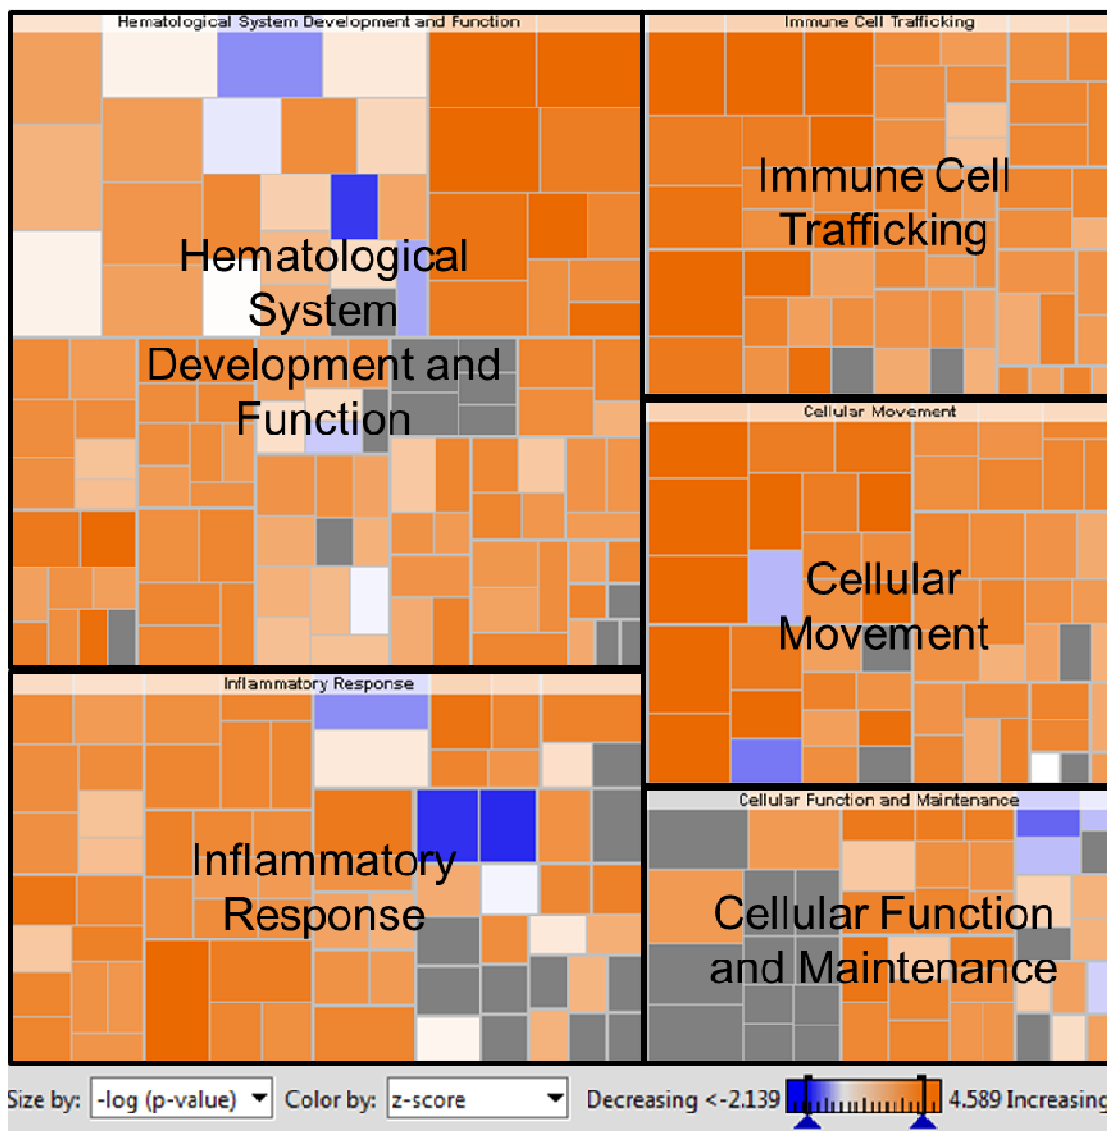 Hematological System Development and Function
Immune Cell Trafficking
Immune Cell
Trafficking
Hematological
System
Development and
Function
Cellular Movement
Cellular
Movement
Inflammatory Response
Inflammatory
Response
Cellular Function and Maintenance
Cellular Function
and Maintenance
Size by: -log (p-value) Color by: z-score Decreasing <-2.139 4.589 Increasing